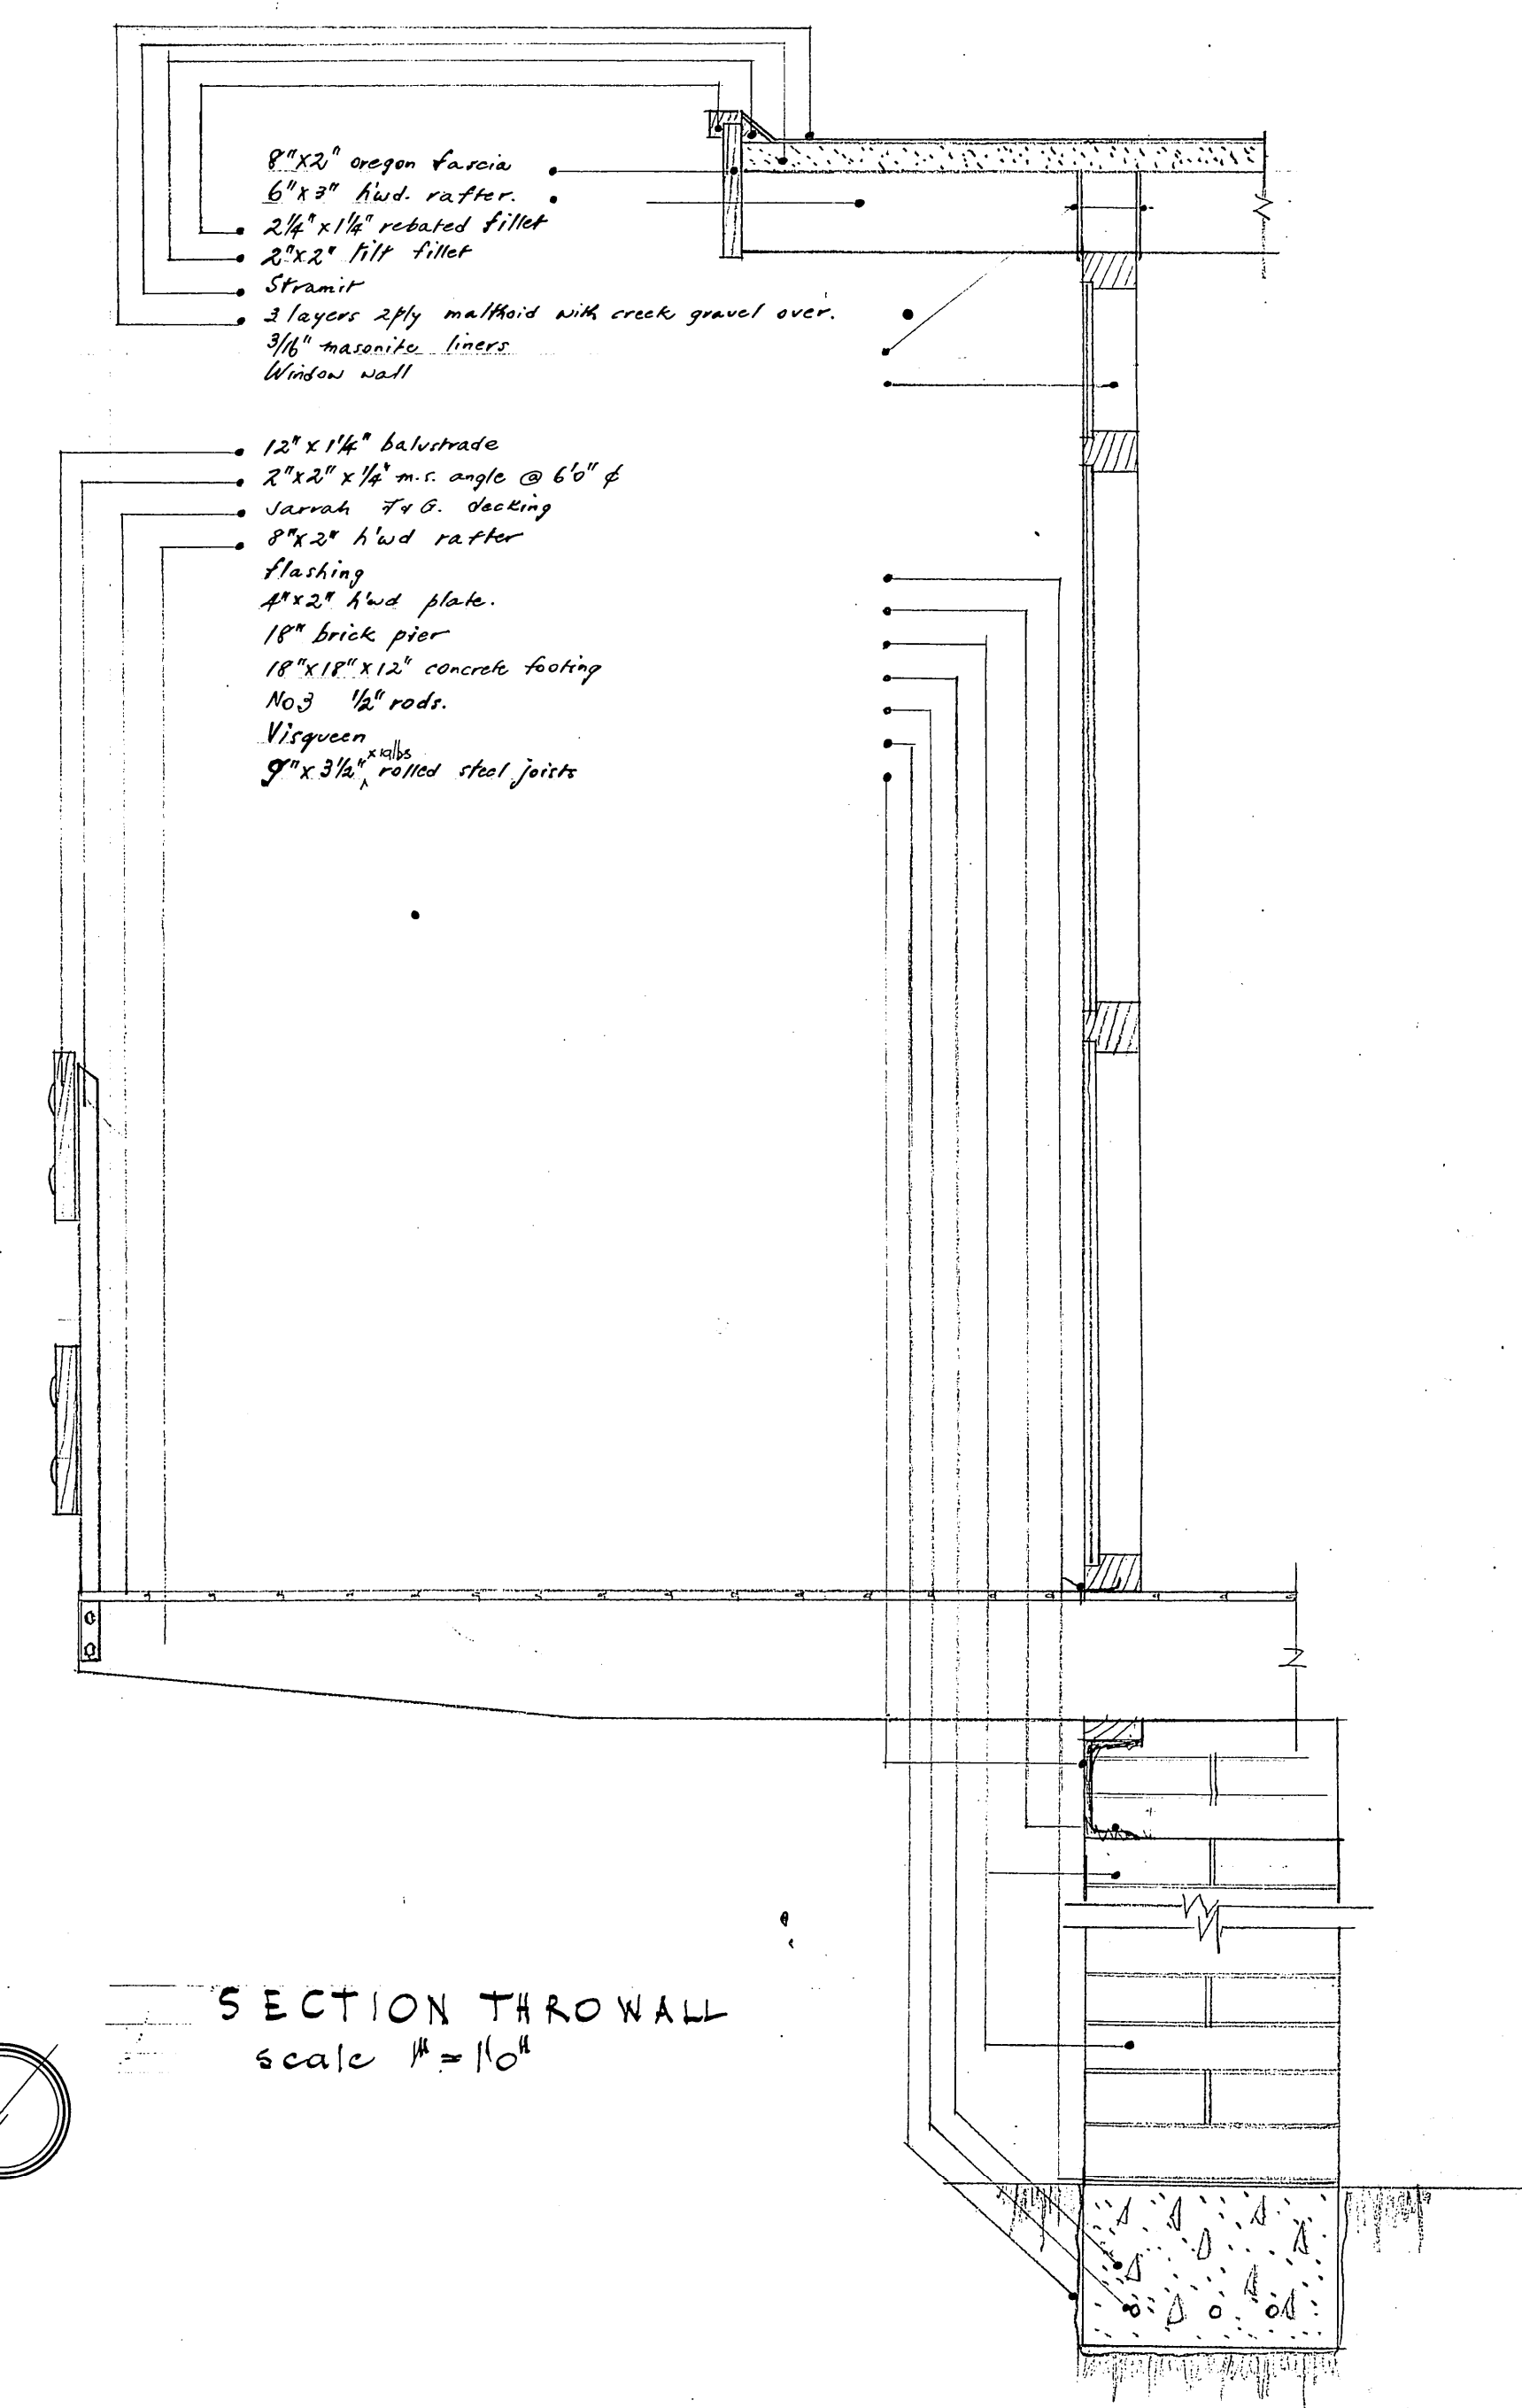 8"x2" oregon fascia
6"x3" h'wd. rafter.
2¼"x1¼" rebated fillet
2"x2" tilt fillet
Stramit
3 layers 2ply malthoid with creek gravel over.
3/16" masonite liners
Window wall
12"x1¼" balustrade
2"x2"x¼" m.s. angle @ 6'0" ¢
Jarrah T&G. decking
8"x2" h'wd rafter
flashing
4"x2" h'wd plate.
18" brick pier
18"x18"x12" concrete footing
No3 ½" rods.
Visqueen
9"x3½" rolled steel joists
SECTION THRO WALL
scale 1"=1'0"